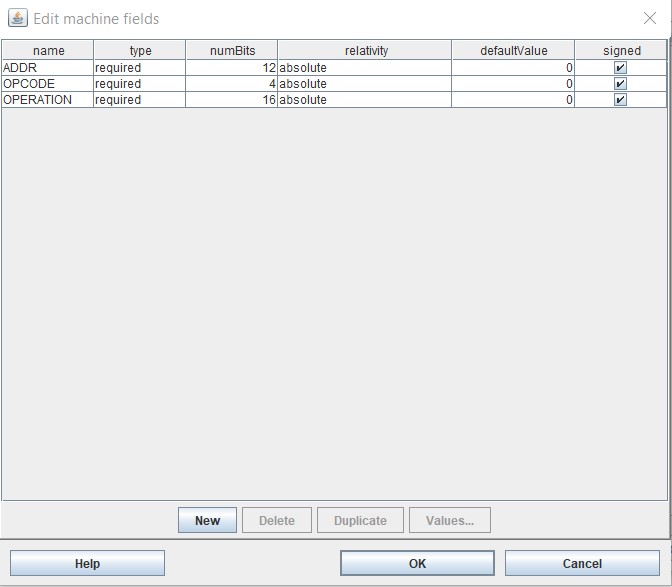 Edit machine fields
name type numBits relativity defaultValue signed
ADDR required 12 absolute 0
OPCODE required 4 absolute 0
OPERATION required 16 absolute 0
New Delete Duplicate Values...
Help OK Cancel